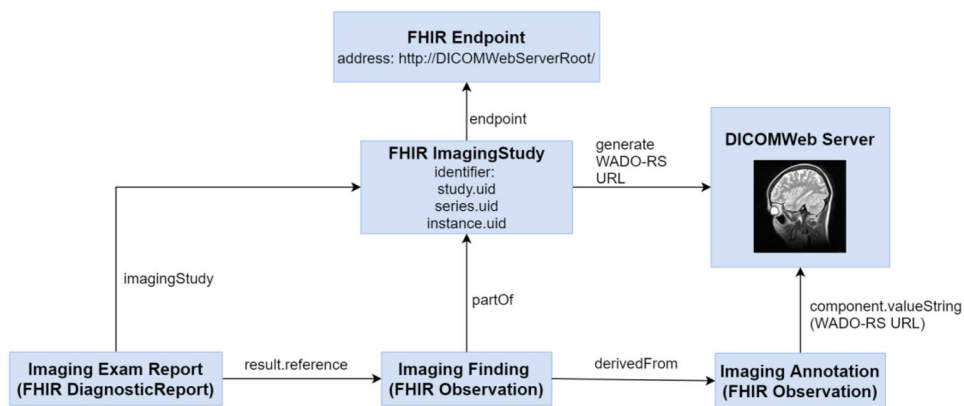 FHIR Endpoint
address: http://DICOMWebServerRoot/
endpoint
FHIR ImagingStudy
identifier:
study.uid
series.uid
instance.uid
generate
WADO-RS
URL
DICOMWeb Server
imagingStudy
partOf
component.valueString
(WADO-RS URL)
Imaging Exam Report
(FHIR DiagnosticReport)
result.reference
Imaging Finding
(FHIR Observation)
derivedFrom
Imaging Annotation
(FHIR Observation)